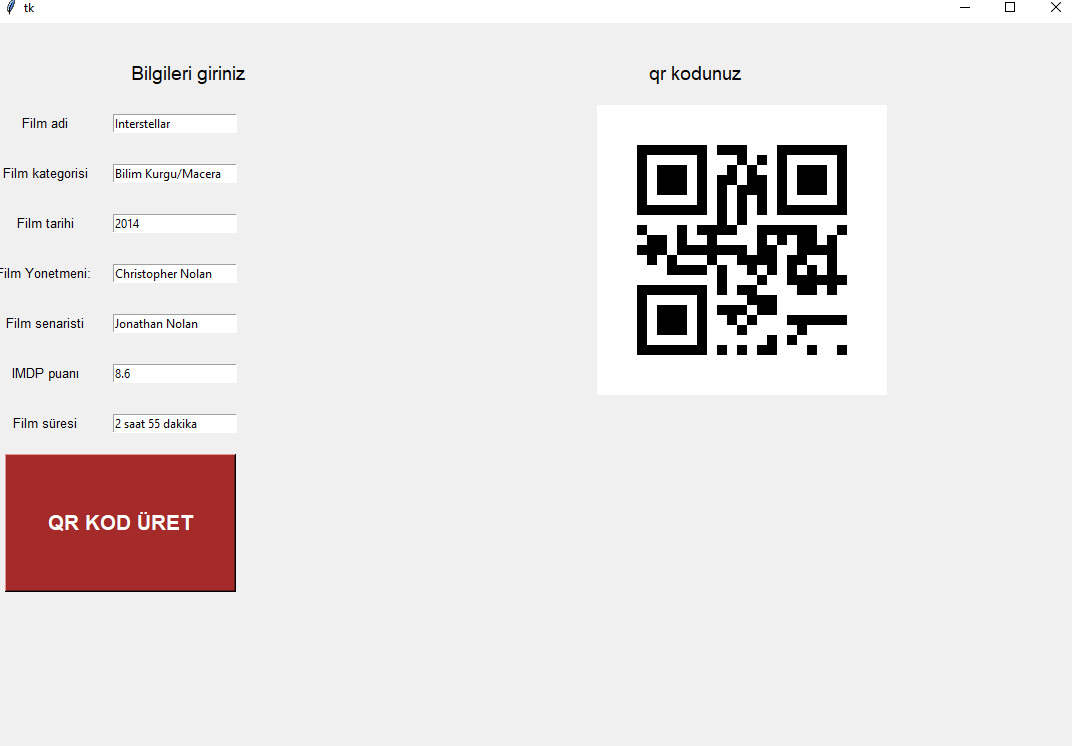 tk
Bilgileri giriniz
qr kodunuz
Film adi
Interstellar
Film kategorisi
Bilim Kurgu/Macera
Film tarihi
2014
Film Yonetmeni:
Christopher Nolan
Film senaristi
Jonathan Nolan
IMDP puanı
8.6
Film süresi
2 saat 55 dakika
QR KOD ÜRET